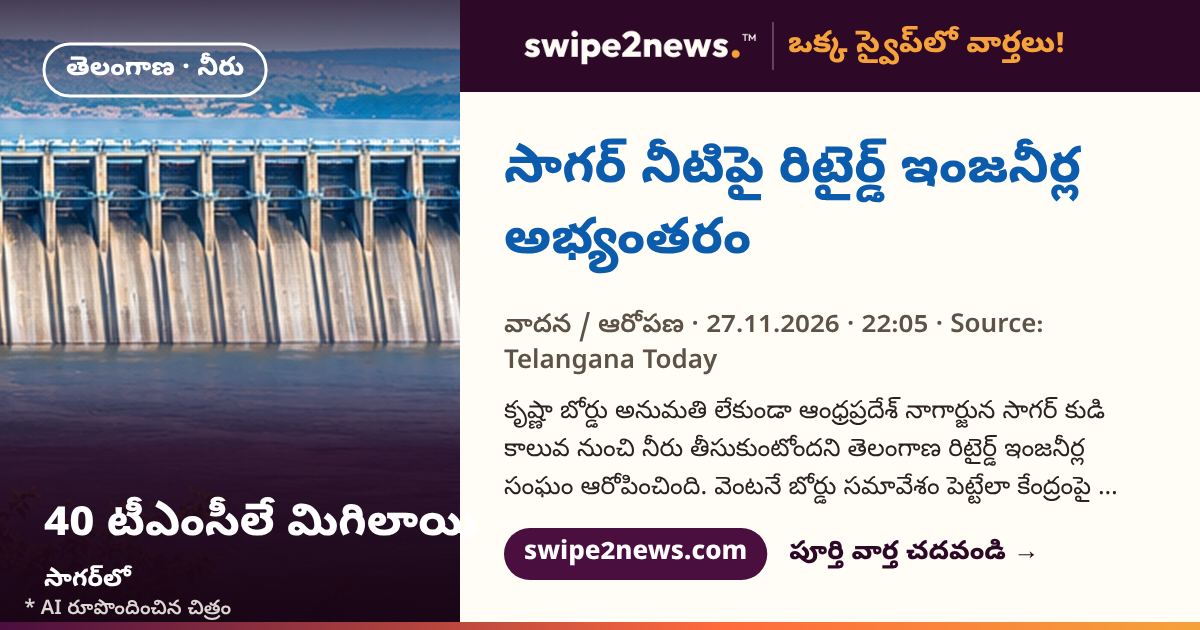 తెలంగాణ · నీరు
swipe2news.™
ఒక్క స్వైప్‌లో వార్తలు!
సాగర్ నీటిపై రిటైర్డ్ ఇంజనీర్ల
అభ్యంతరం
వాదన / ఆరోపణ · 27.11.2026 · 22:05 · Source:
Telangana Today
కృష్ణా బోర్డు అనుమతి లేకుండా ఆంధ్రప్రదేశ్ నాగార్జున సాగర్ కుడి
కాలువ నుంచి నీరు తీసుకుంటోందని తెలంగాణ రిటైర్డ్ ఇంజనీర్ల
సంఘం ఆరోపించింది. వెంటనే బోర్డు సమావేశం పెట్టేలా కేంద్రంపై ...
40 టీఎంసీలే మిగిలాయి
సాగర్‌లో
* AI రూపొందించిన చిత్రం
swipe2news.com
పూర్తి వార్త చదవండి →